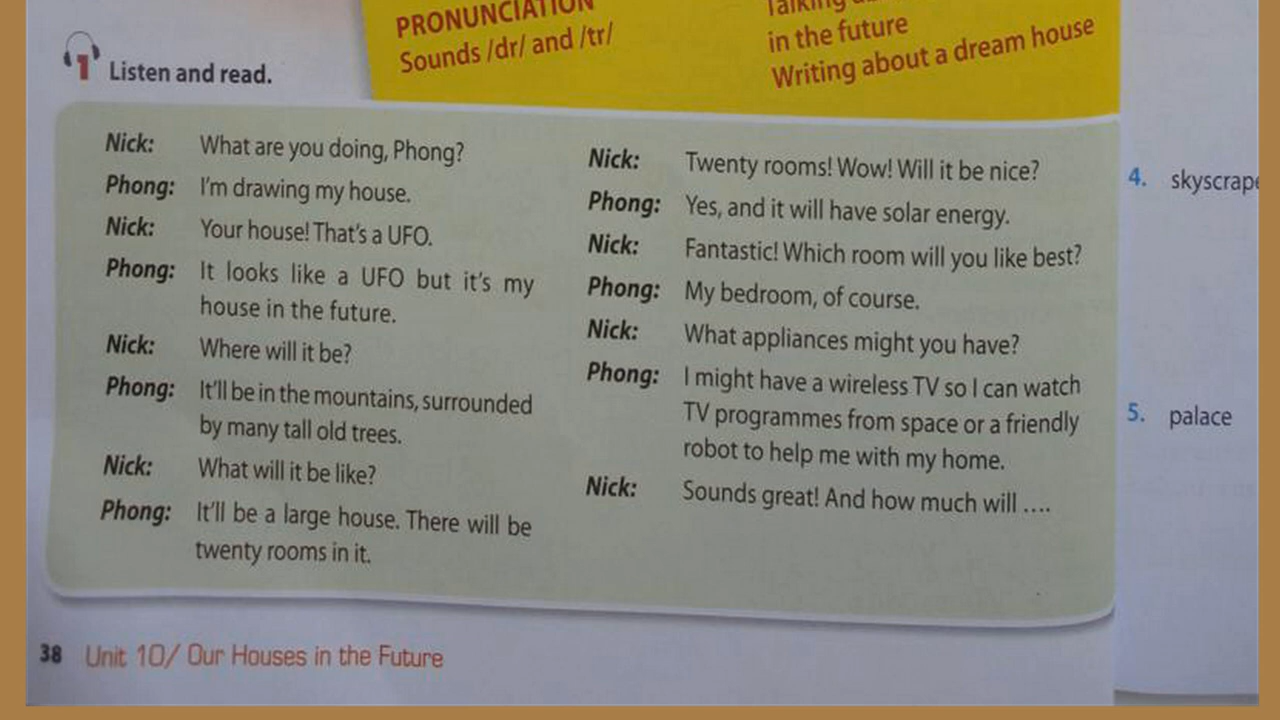 PRONUNCIATION
Sounds /dr/ and /tr/
Talking
in the future
Writing about a dream house
1 Listen and read.
Nick: What are you doing, Phong?
Phong: I'm drawing my house.
Nick: Your house! That's a UFO.
Phong: It looks like a UFO but it's my
house in the future.
Nick: Where will it be?
Phong: It'll be in the mountains, surrounded
by many tall old trees.
Nick: What will it be like?
Phong: It'll be a large house. There will be
twenty rooms in it.
Nick: Twenty rooms! Wow! Will it be nice?
Phong: Yes, and it will have solar energy.
Nick: Fantastic! Which room will you like best?
Phong: My bedroom, of course.
Nick: What appliances might you have?
Phong: I might have a wireless TV so I can watch
TV programmes from space or a friendly
robot to help me with my home.
Nick: Sounds great! And how much will ....
38 Unit 10/ Our Houses in the Future
4. skyscrape
5. palace